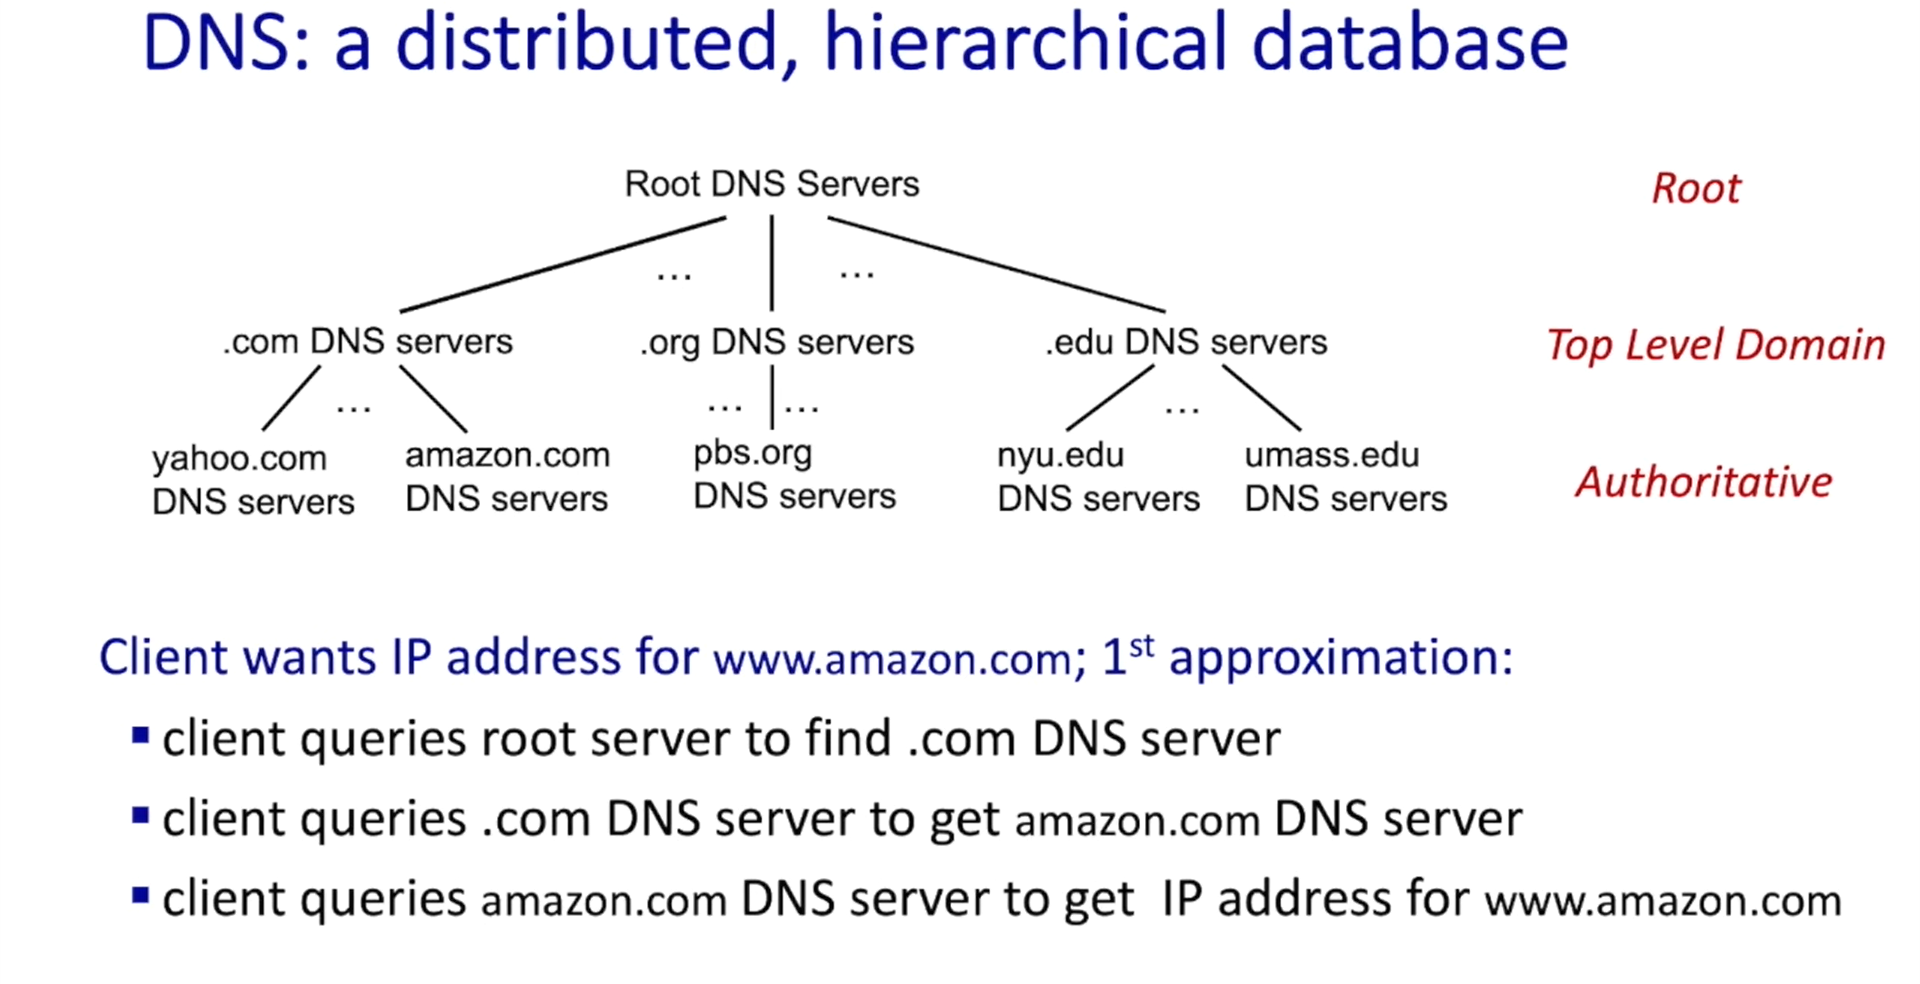 DNS: a distributed, hierarchical database
Root DNS Servers
Root
... ...
.com DNS servers .org DNS servers .edu DNS servers
Top Level Domain
... ... ... ...
yahoo.com
DNS servers
amazon.com
DNS servers
pbs.org
DNS servers
nyu.edu
DNS servers
umass.edu
DNS servers
Authoritative
Client wants IP address for www.amazon.com; 1st approximation:
▪ client queries root server to find .com DNS server
▪ client queries .com DNS server to get amazon.com DNS server
▪ client queries amazon.com DNS server to get IP address for www.amazon.com